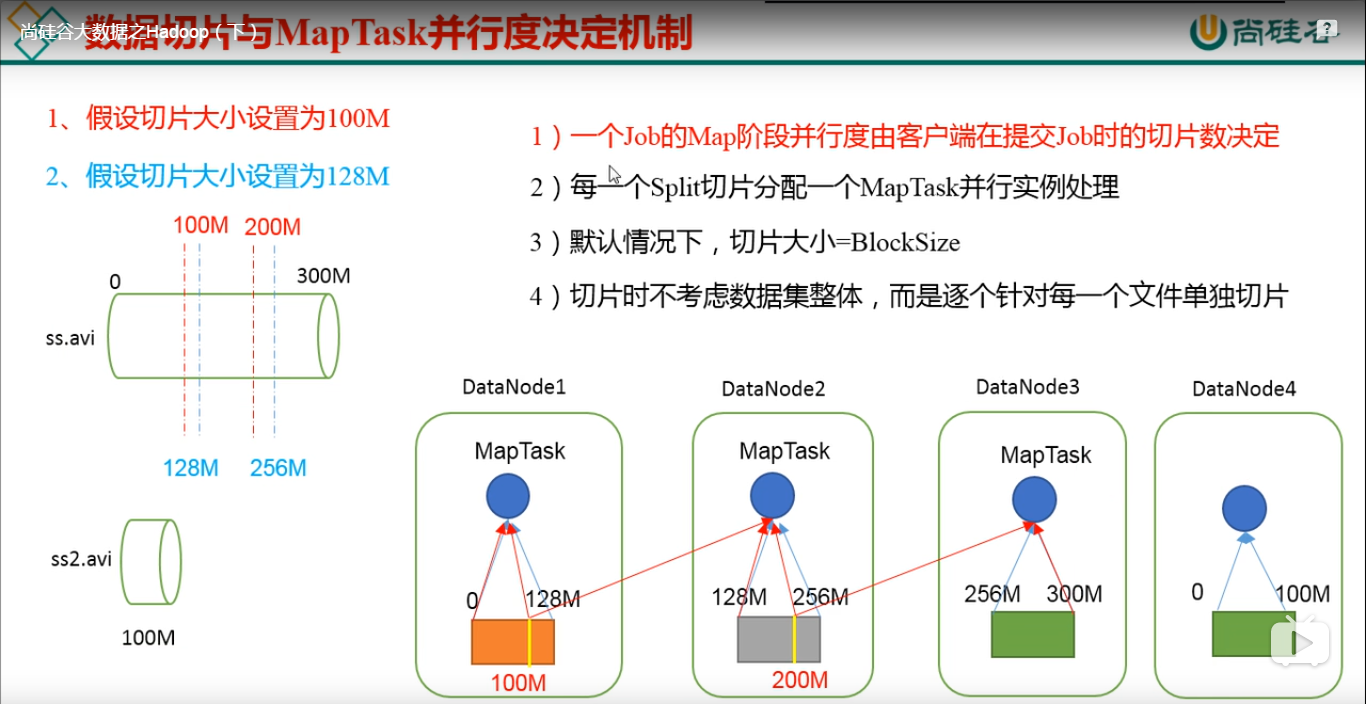 尚硅谷大数据之Hadoop（下）
数据切片与MapTask并行度决定机制
尚硅谷
?
1、假设切片大小设置为100M
2、假设切片大小设置为128M
1）一个Job的Map阶段并行度由客户端在提交Job时的切片数决定
2）每一个Split切片分配一个MapTask并行实例处理
3）默认情况下，切片大小=BlockSize
4）切片时不考虑数据集整体，而是逐个针对每一个文件单独切片
100M 200M
0 300M
ss.avi
128M 256M
ss2.avi
100M
DataNode1 DataNode2 DataNode3 DataNode4
MapTask MapTask MapTask
0 128M 128M 256M 256M 300M 0 100M
100M 200M